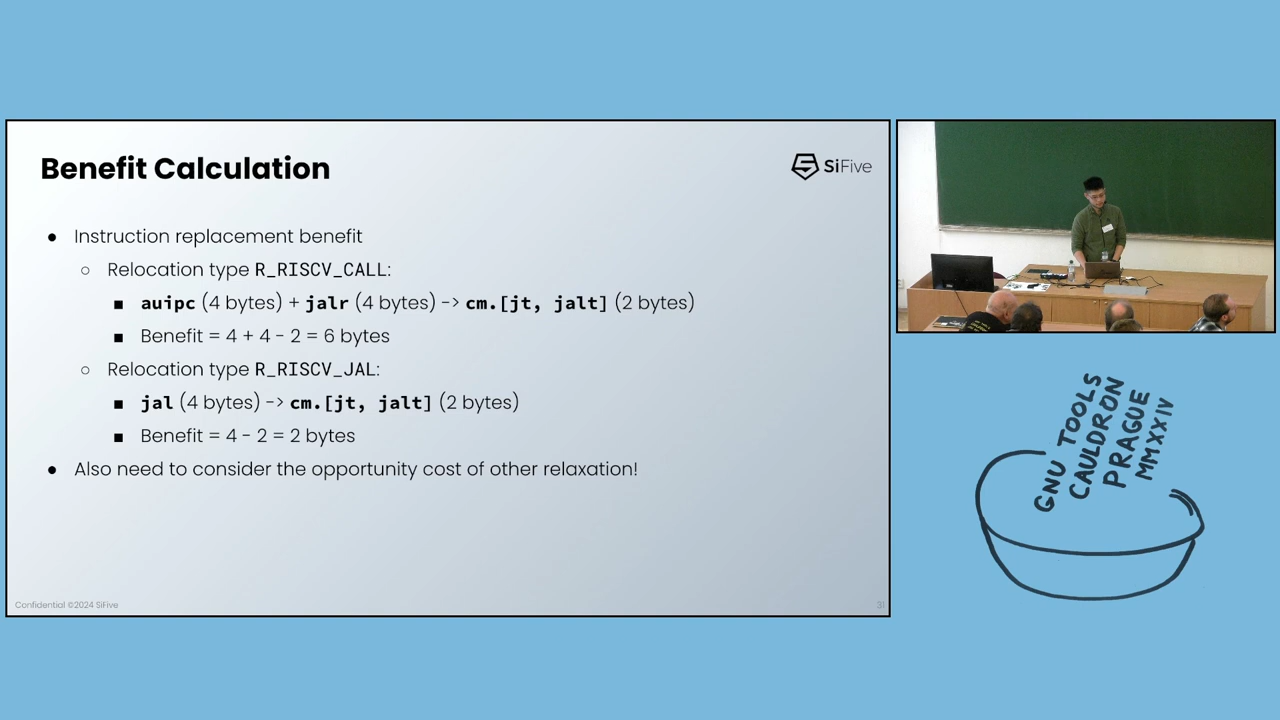 Benefit Calculation
SiFive
● Instruction replacement benefit
○ Relocation type R_RISCV_CALL:
■ auipc (4 bytes) + jalr (4 bytes) -> cm.[jt, jalt] (2 bytes)
■ Benefit = 4 + 4 - 2 = 6 bytes
○ Relocation type R_RISCV_JAL:
■ jal (4 bytes) -> cm.[jt, jalt] (2 bytes)
■ Benefit = 4 - 2 = 2 bytes
● Also need to consider the opportunity cost of other relaxation!
Confidential ©2024 SiFive
31
GNU TOOLS
CAULDRON
PRAGUE
MMXXIV